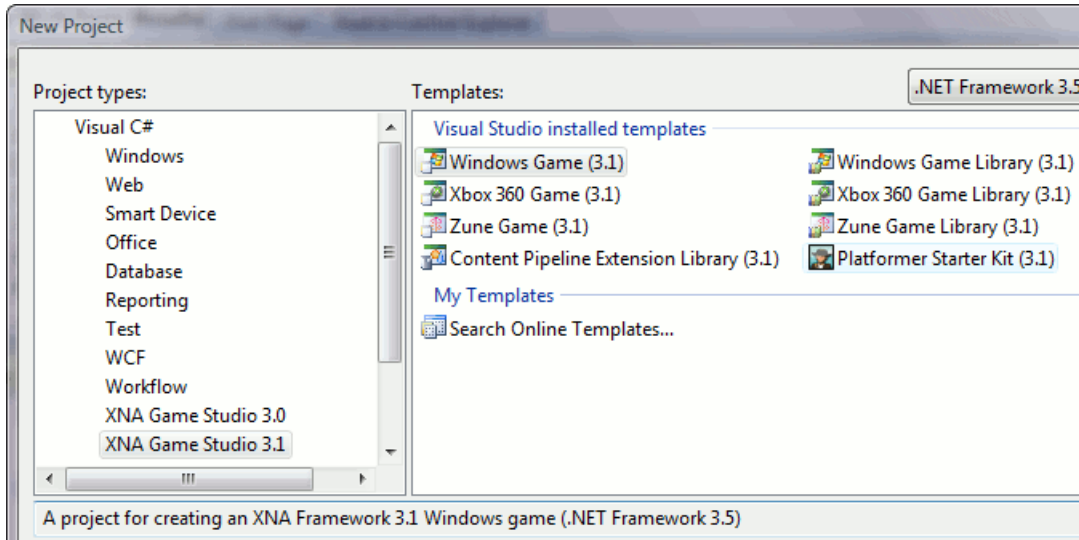 New Project
Project types:
Templates:
.NET Framework 3.5
Visual C#
Windows
Web
Smart Device
Office
Database
Reporting
Test
WCF
Workflow
XNA Game Studio 3.0
XNA Game Studio 3.1
Visual Studio installed templates
Windows Game (3.1)
Windows Game Library (3.1)
Xbox 360 Game (3.1)
Xbox 360 Game Library (3.1)
Zune Game (3.1)
Zune Game Library (3.1)
Content Pipeline Extension Library (3.1)
Platformer Starter Kit (3.1)
My Templates
Search Online Templates...
A project for creating an XNA Framework 3.1 Windows game (.NET Framework 3.5)